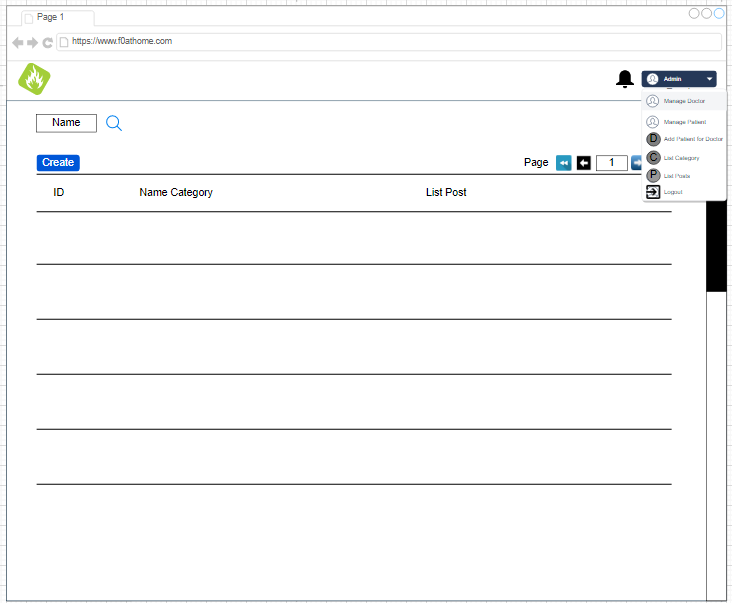 Page 1
https://www.f0athome.com
Admin
Manage Doctor
Manage Patient
D Add Patient for Doctor
C List Category
P List Posts
Logout
Name
Create
Page 1
ID Name Category List Post